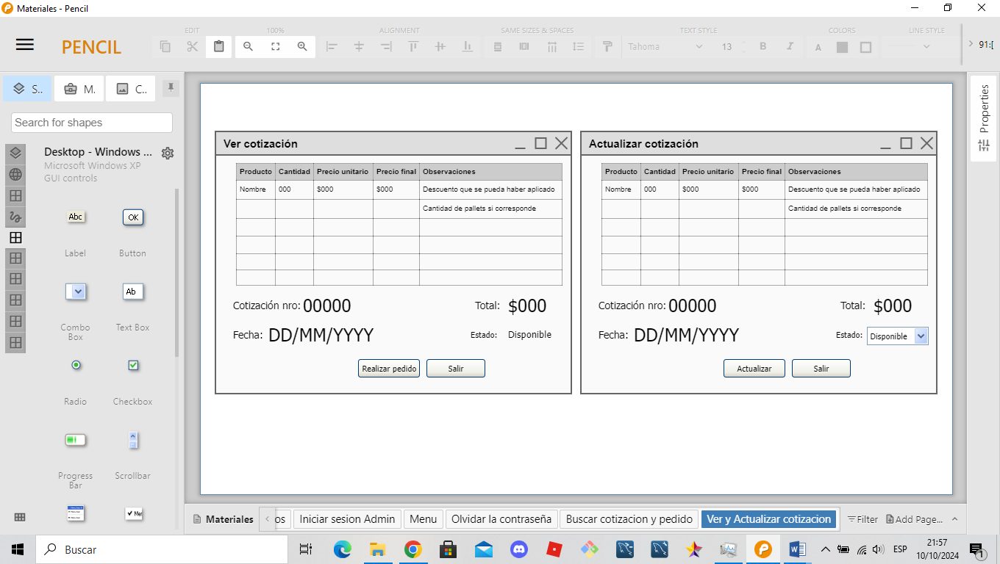 Materiales - Pencil
EDIT
100%
ALIGNMENT
SAME SIZES & SPACES
TEXT STYLE
COLORS
LINE STYLE
PENCIL
Tahoma
13
B
I
A
91:[
S..
M.
C..
Properties
Search for shapes
Desktop - Windows ...
Microsoft Windows XP
GUI controls
Abc
OK
Label
Button
Ab
Combo
Box
Text Box
Radio
Checkbox
Progress
Bar
Scrollbar
Ver cotización
Producto Cantidad Precio unitario Precio final Observaciones
Nombre 000 $000 $000 Descuento que se pueda haber aplicado
Cantidad de pallets si corresponde
Cotización nro: 00000 Total: $000
Fecha: DD/MM/YYYY Estado: Disponible
Realizar pedido Salir
Actualizar cotización
Producto Cantidad Precio unitario Precio final Observaciones
Nombre 000 $000 $000 Descuento que se pueda haber aplicado
Cantidad de pallets si corresponde
Cotización nro: 00000 Total: $000
Fecha: DD/MM/YYYY Estado: Disponible
Actualizar Salir
Materiales
os
Iniciar sesion Admin
Menu
Olvidar la contraseña
Buscar cotizacion y pedido
Ver y Actualizar cotizacion
Filter
Add Page...
Buscar
ESP
21:57
10/10/2024
1